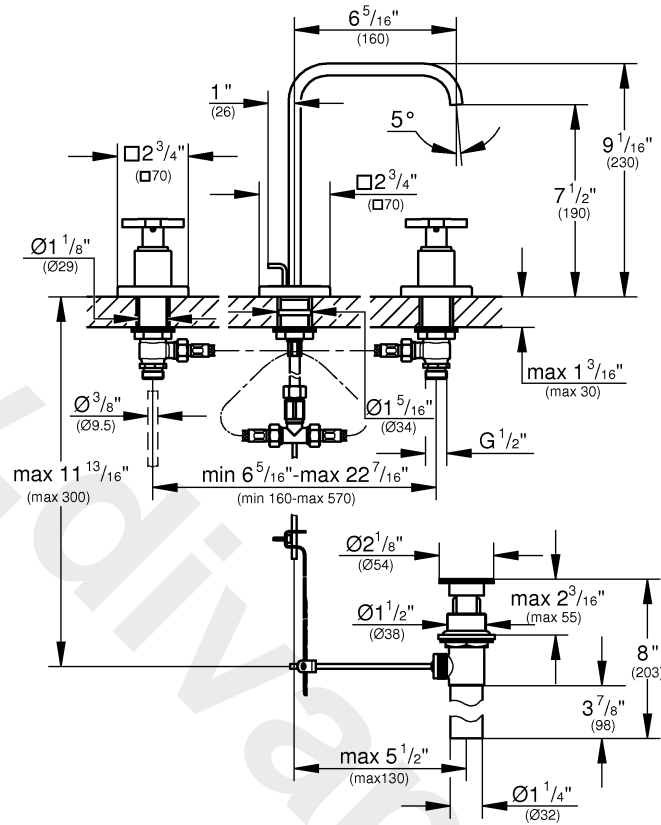 6 5/16"
(160)
1"
(26)
5°
9 1/16"
(230)
□2 3/4"
(□70)
□2 3/4"
(□70)
7 1/2"
(190)
Ø1 1/8"
(Ø29)
max 1 3/16"
(max 30)
Ø3/8"
(Ø9.5)
Ø1 5/16"
(Ø34)
G1/2"
max 11 13/16"
(max 300)
min 6 5/16"-max 22 7/16"
(min 160-max 570)
Ø2 1/8"
(Ø54)
max 2 3/16"
(max 55)
Ø1 1/2"
(Ø38)
8"
(203)
3 7/8"
(98)
max 5 1/2"
(max130)
Ø1 1/4"
(Ø32)